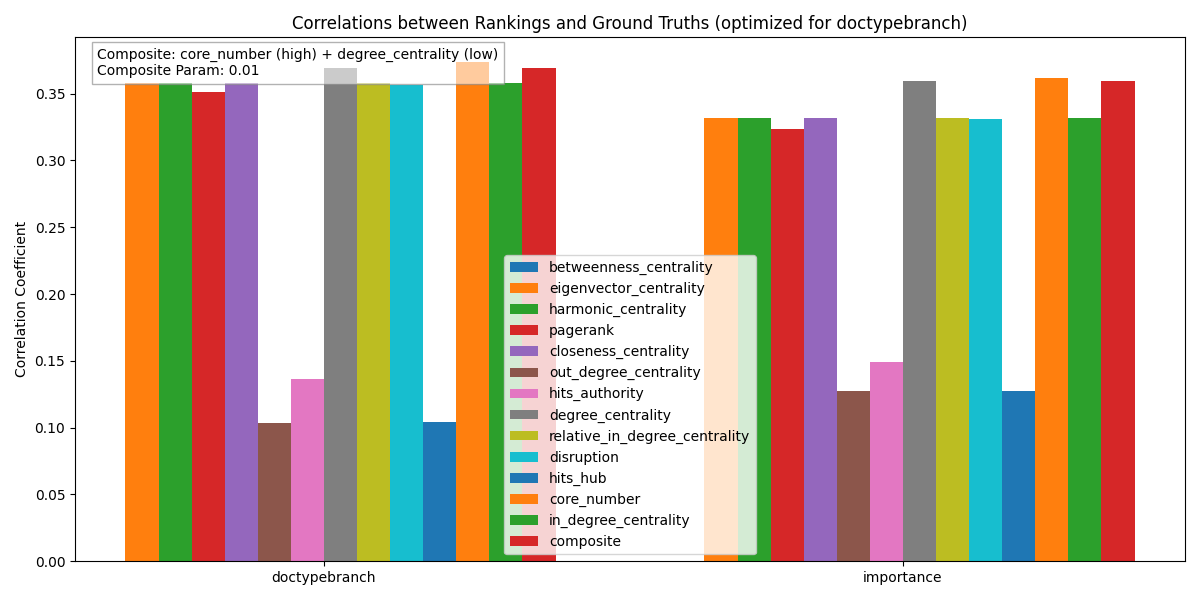 Correlations between Rankings and Ground Truths (optimized for doctypebranch)
Composite: core_number (high) + degree_centrality (low)
Composite Param: 0.01
Correlation Coefficient
0.35
0.30
0.25
0.20
0.15
0.10
0.05
0.00
betweenness_centrality
eigenvector_centrality
harmonic_centrality
pagerank
closeness_centrality
out_degree_centrality
hits_authority
degree_centrality
relative_in_degree_centrality
disruption
hits_hub
core_number
in_degree_centrality
composite
doctypebranch
importance